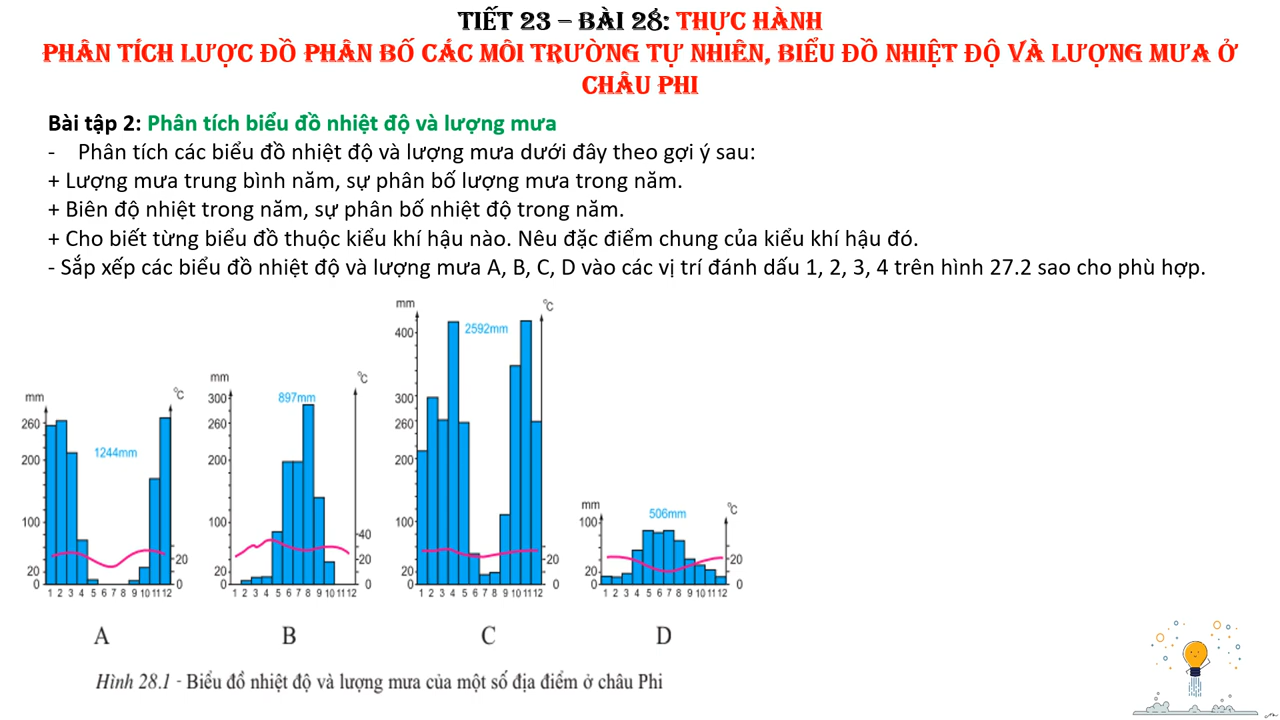 TIẾT 23 – BÀI 28: THỰC HÀNH
PHÂN TÍCH LƯỢC ĐỒ PHÂN BỐ CÁC MÔI TRƯỜNG TỰ NHIÊN, BIỂU ĐỒ NHIỆT ĐỘ VÀ LƯỢNG MƯA Ở
CHÂU PHI
Bài tập 2: Phân tích biểu đồ nhiệt độ và lượng mưa
- Phân tích các biểu đồ nhiệt độ và lượng mưa dưới đây theo gợi ý sau:
+ Lượng mưa trung bình năm, sự phân bố lượng mưa trong năm.
+ Biên độ nhiệt trong năm, sự phân bố nhiệt độ trong năm.
+ Cho biết từng biểu đồ thuộc kiểu khí hậu nào. Nêu đặc điểm chung của kiểu khí hậu đó.
- Sắp xếp các biểu đồ nhiệt độ và lượng mưa A, B, C, D vào các vị trí đánh dấu 1, 2, 3, 4 trên hình 27.2 sao cho phù hợp.
mm °C
260
200
100
20
0
1244mm
20
0
1 2 3 4 5 6 7 8 9 10 11 12
A
mm °C
300
260
200
100
20
0
897mm
40
20
0
1 2 3 4 5 6 7 8 9 10 11 12
B
mm °C
400
300
260
200
100
20
0
2592mm
20
0
1 2 3 4 5 6 7 8 9 10 11 12
C
mm °C
100
20
0
506mm
20
0
1 2 3 4 5 6 7 8 9 10 11 12
D
Hình 28.1 - Biểu đồ nhiệt độ và lượng mưa của một số địa điểm ở châu Phi